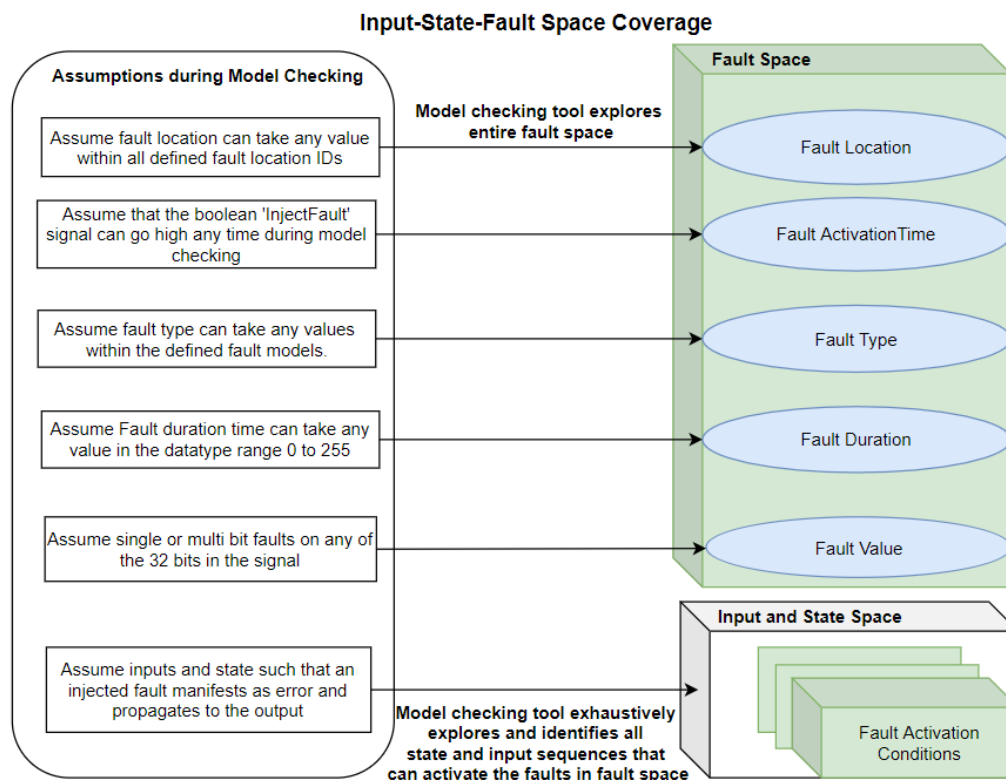 Input-State-Fault Space Coverage
Assumptions during Model Checking
Assume fault location can take any value
within all defined fault location IDs
Assume that the boolean 'InjectFault'
signal can go high any time during model
checking
Assume fault type can take any values
within the defined fault models.
Assume Fault duration time can take any
value in the datatype range 0 to 255
Assume single or multi bit faults on any of
the 32 bits in the signal
Assume inputs and state such that an
injected fault manifests as error and
propagates to the output
Model checking tool explores
entire fault space
Model checking tool exhaustively
explores and identifies all
state and input sequences that
can activate the faults in fault space
Fault Space
Fault Location
Fault ActivationTime
Fault Type
Fault Duration
Fault Value
Input and State Space
Fault Activation
Conditions